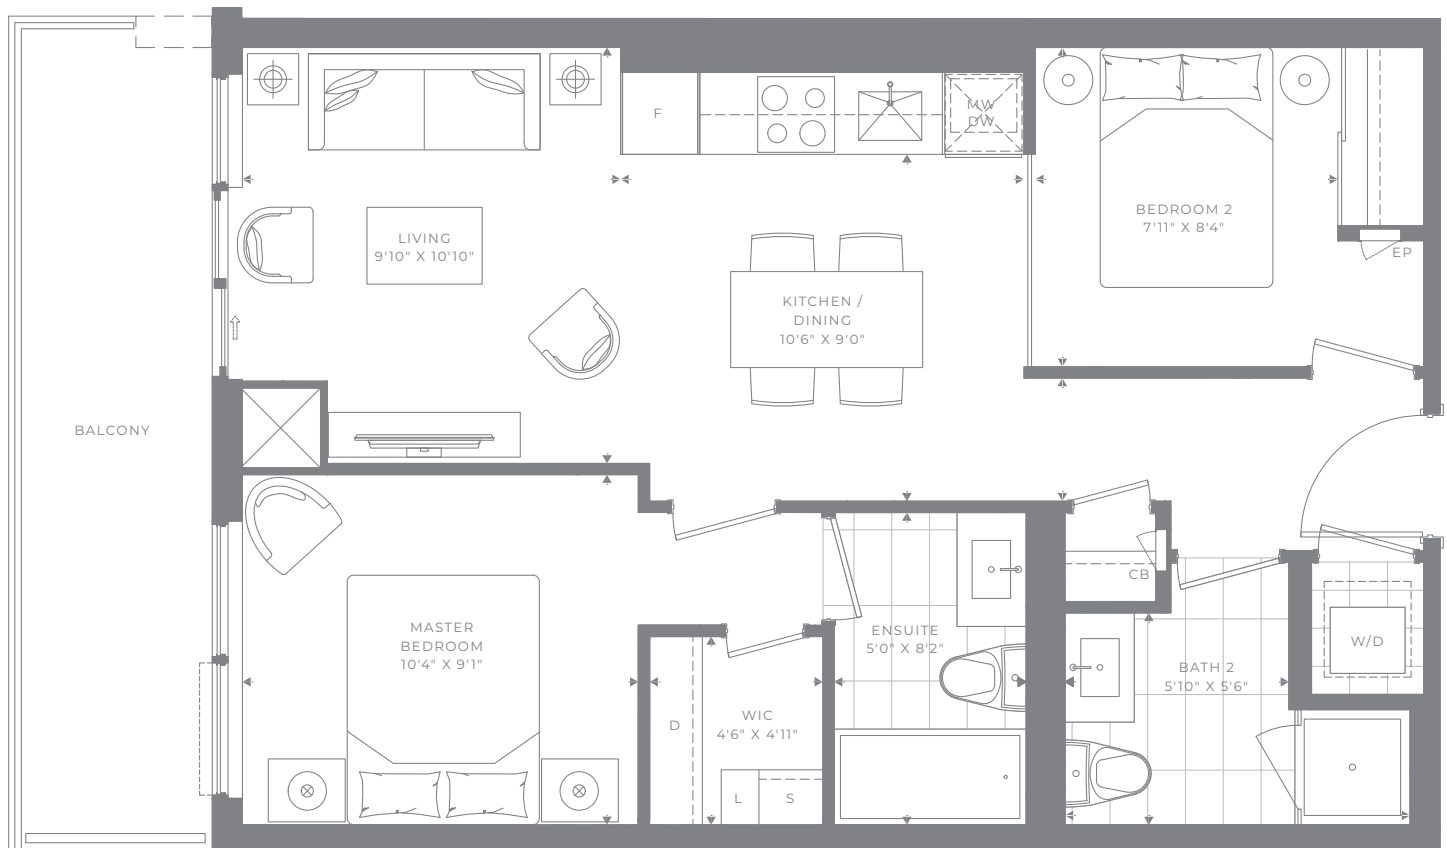 F
MW
DW
BEDROOM 2
7'11" X 8'4"
EP
LIVING
9'10" X 10'10"
KITCHEN /
DINING
10'6" X 9'0"
BALCONY
CB
MASTER
BEDROOM
10'4" X 9'1"
ENSUITE
5'0" X 8'2"
W/D
BATH 2
5'10" X 5'6"
D
WIC
4'6" X 4'11"
L
S